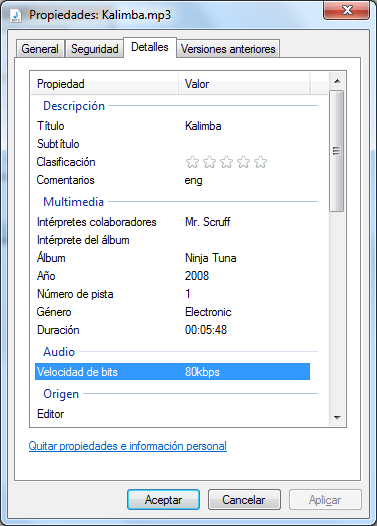 Propiedades: Kalimba.mp3
General Seguridad Detalles Versiones anteriores
Propiedad Valor
Descripción
Título Kalimba
Subtítulo
Clasificación
Comentarios eng
Multimedia
Intérpretes colaboradores Mr. Scruff
Intérprete del álbum
Álbum Ninja Tuna
Año 2008
Número de pista 1
Género Electronic
Duración 00:05:48
Audio
Velocidad de bits 80kbps
Origen
Editor
Quitar propiedades e información personal
Aceptar Cancelar Aplicar